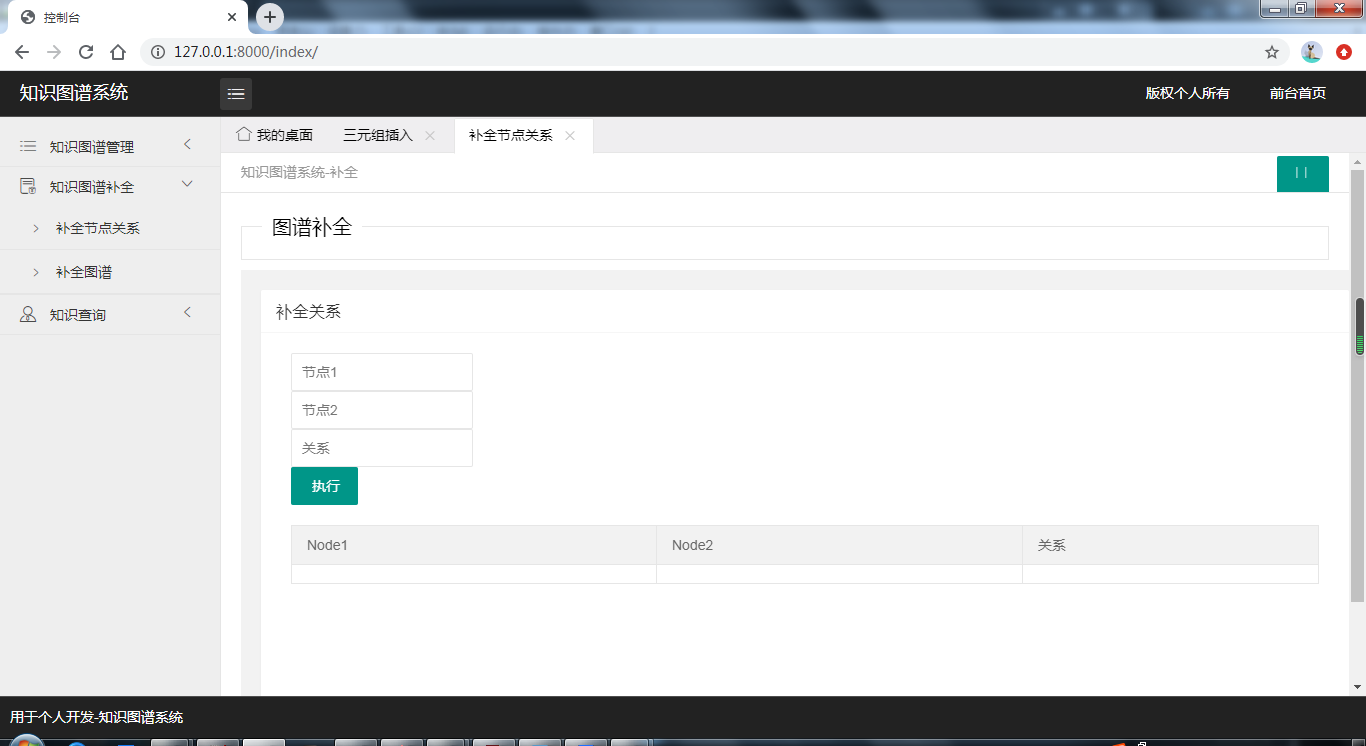 控制台
127.0.0.1:8000/index/
知识图谱系统
版权个人所有
前台首页
知识图谱管理
知识图谱补全
补全节点关系
补全图谱
知识查询
我的桌面
三元组插入
补全节点关系
知识图谱系统-补全
图谱补全
补全关系
节点1
节点2
关系
执行
Node1
Node2
关系
用于个人开发-知识图谱系统